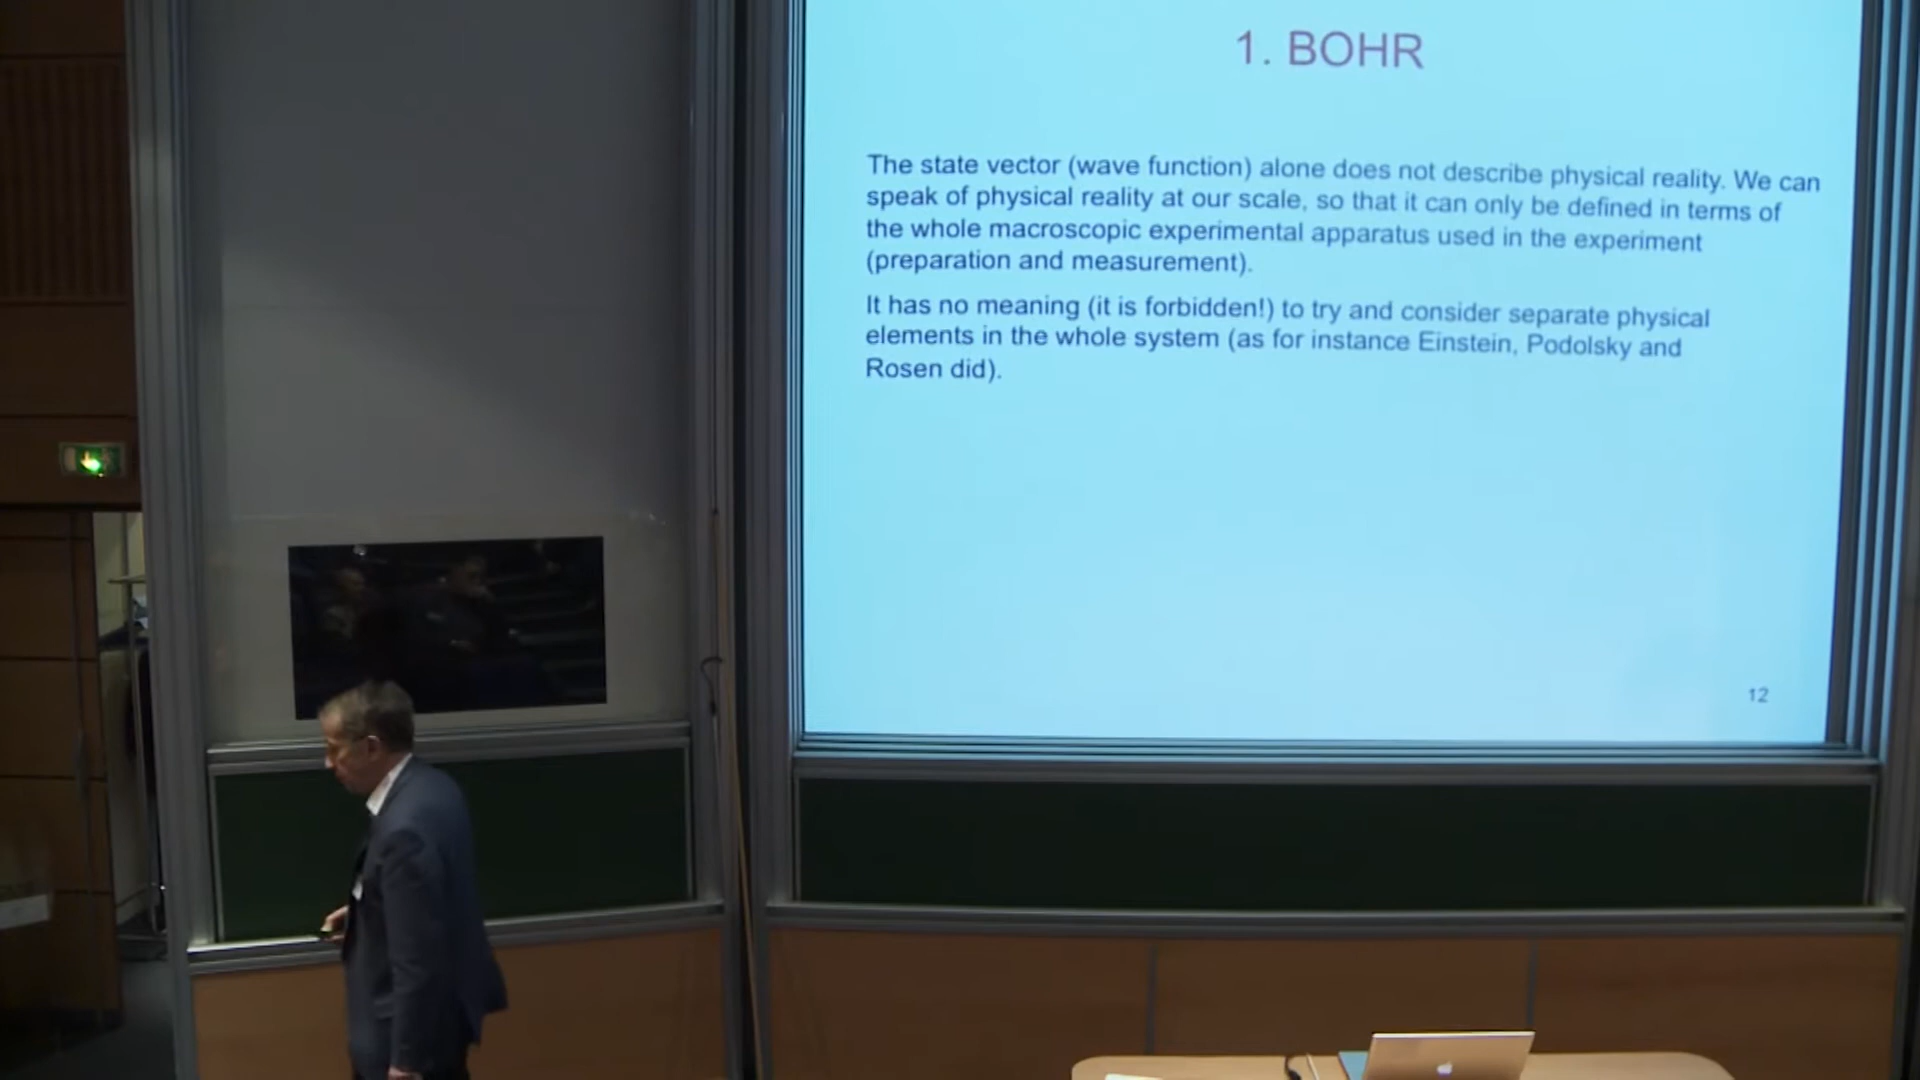 1. BOHR
The state vector (wave function) alone does not describe physical reality. We can
speak of physical reality at our scale, so that it can only be defined in terms of
the whole macroscopic experimental apparatus used in the experiment
(preparation and measurement).
It has no meaning (it is forbidden!) to try and consider separate physical
elements in the whole system (as for instance Einstein, Podolsky and
Rosen did).
12